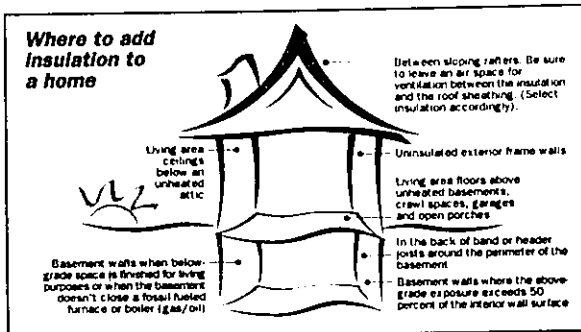 Where to add
insulation to
a home
Between sloping rafters. Be sure
to leave an air space for
ventilation between the insulation
and the roof sheathing. (Select
insulation accordingly).
Living area
ceilings
below an
unheated
attic
Uninsulated exterior frame walls
Living area floors above
unheated basements,
crawl spaces, garages
and open porches
In the back of band or header
joists around the perimeter of the
basement
Basement walls when below-
grade space is finished for living
purposes or when the basement
doesn't close a fossil fueled
furnace or boiler (gas/oil)
Basement walls where the above-
grade exposure exceeds 50
percent of the interior wall surface